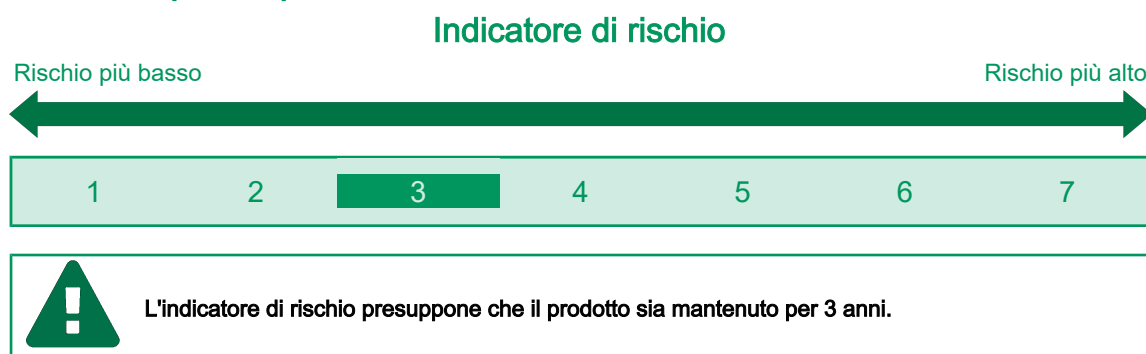 Indicatore di rischio
Rischio più basso Rischio più alto
1 2 3 4 5 6 7
L'indicatore di rischio presuppone che il prodotto sia mantenuto per 3 anni.